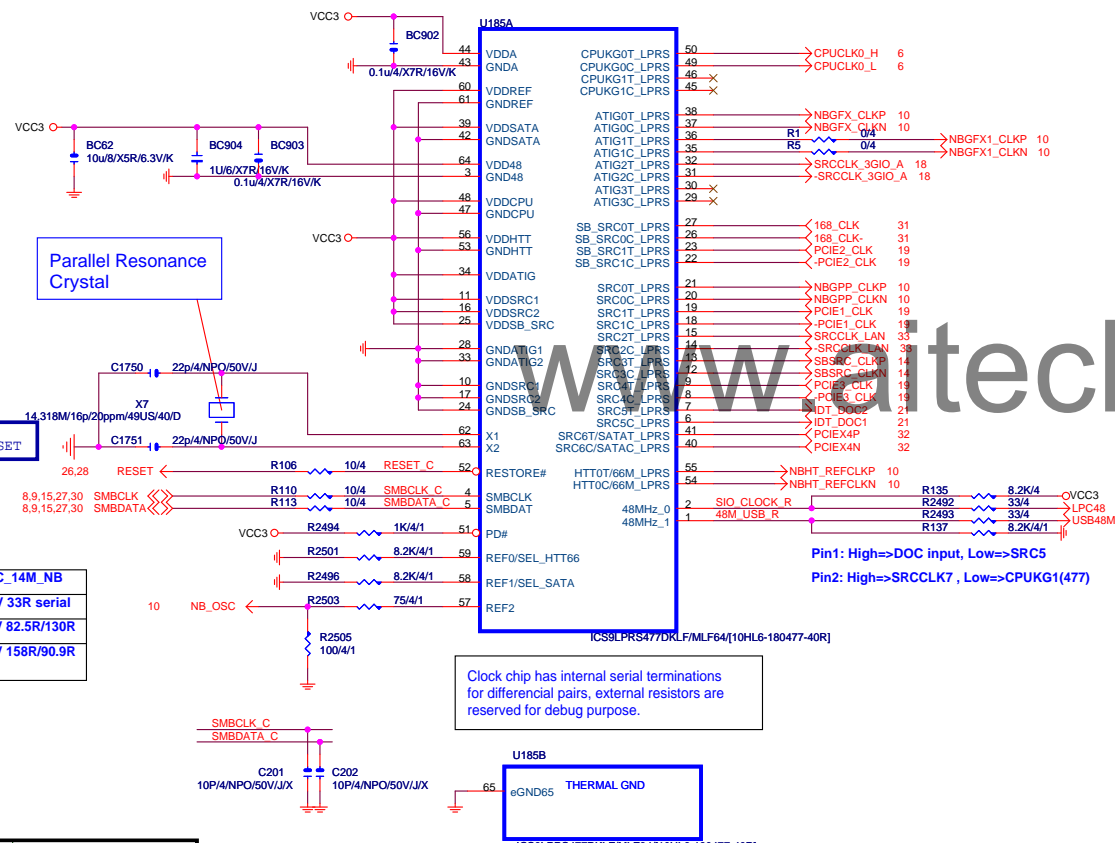 VCC3
BC902
0.1u/4/X7R/16V/K
VCC3
BC62
10u/8/X5R/6.3V/K
BC904
1U/6/X7R/16V/K
BC903
0.1u/4/X7R/16V/K
VCC3
Parallel Resonance
Crystal
C1750
22p/4/NPO/50V/J
X7
14.318M/16p/20ppm/49US/40/D
C1751
22p/4/NPO/50V/J
SET
26,28 RESET R106 10/4 RESET_C
8,9,15,27,30 SMBCLK R110 10/4 SMBCLK_C
8,9,15,27,30 SMBDATA R113 10/4 SMBDATA_C
VCC3 R2494 1K/4/1
R2501 8.2K/4/1
R2496 8.2K/4/1
10 NB_OSC R2503 75/4/1
R2505
100/4/1
C_14M_NB
/ 33R serial
/ 82.5R/130R
/ 158R/90.9R
U185A
44 VDDA
43 GNDA
60 VDDREF
61 GNDREF
39 VDDSATA
42 GNDSATA
64 VDD48
3 GND48
48 VDDCPU
47 GNDCPU
56 VDDHTT
53 GNDHTT
34 VDDATIG
11 VDDSRC1
16 VDDSRC2
25 VDDSB_SRC
28 GNDATIG1
33 GNDATIG2
10 GNDSRC1
17 GNDSRC2
24 GNDSB_SRC
62 X1
63 X2
52 RESTORE#
4 SMBCLK
5 SMBDAT
51 PD#
59 REF0/SEL_HTT66
58 REF1/SEL_SATA
57 REF2
CPUKG0T_LPRS 50 CPUCLK0_H 6
CPUKG0C_LPRS 49 CPUCLK0_L 6
CPUKG1T_LPRS 46
CPUKG1C_LPRS 45
ATIG0T_LPRS 38 NBGFX_CLKP 10
ATIG0C_LPRS 37 NBGFX_CLKN 10
ATIG1T_LPRS 36 R1 0/4 NBGFX1_CLKP 10
ATIG1C_LPRS 35 R5 0/4 NBGFX1_CLKN 10
ATIG2T_LPRS 32 SRCCLK_3GIO_A 18
ATIG2C_LPRS 31 -SRCCLK_3GIO_A 18
ATIG3T_LPRS 30
ATIG3C_LPRS 29
SB_SRC0T_LPRS 27 168_CLK 31
SB_SRC0C_LPRS 26 168_CLK- 31
SB_SRC1T_LPRS 23 PCIE2_CLK 19
SB_SRC1C_LPRS 22 -PCIE2_CLK 19
SRC0T_LPRS 21 NBGPP_CLKP 10
SRC0C_LPRS 20 NBGPP_CLKN 10
SRC1T_LPRS 19 PCIE1_CLK 19
SRC1C_LPRS 18 -PCIE1_CLK 19
SRC2T_LPRS 15 SRCCLK_LAN 33
SRC2C_LPRS 14 -SRCCLK_LAN 33
SRC3T_LPRS 13 SBSRC_CLKP 14
SRC3C_LPRS 12 SBSRC_CLKN 14
SRC4T_LPRS 9 PCIE3_CLK 19
SRC4C_LPRS 8 -PCIE3_CLK 19
SRC5T_LPRS 7 IDT_DOC2 21
SRC5C_LPRS 6 IDT_DOC1 21
SRC6T/SATAT_LPRS 41 PCIEX4P 32
SRC6C/SATAC_LPRS 40 PCIEX4N 32
HTT0T/66M_LPRS 55 NBHT_REFCLKP 10
HTT0C/66M_LPRS 54 NBHT_REFCLKN 10
48MHz_0 2 SIO_CLOCK_R
48MHz_1 1 48M_USB_R
R135 8.2K/4 VCC3
R2492 33/4 LPC48
R2493 33/4 USB48M
R137 8.2K/4/1
Pin1: High=>DOC input, Low=>SRC5
Pin2: High=>SRCCLK7 , Low=>CPUKG1(477)
ICS9LPRS477DKLF/MLF64/[10HL6-180477-40R]
www.aitech
Clock chip has internal serial terminations
for differencial pairs, external resistors are
reserved for debug purpose.
SMBCLK_C
SMBDATA_C
C201
10P/4/NPO/50V/J/X
C202
10P/4/NPO/50V/J/X
U185B
65 eGND65 THERMAL GND